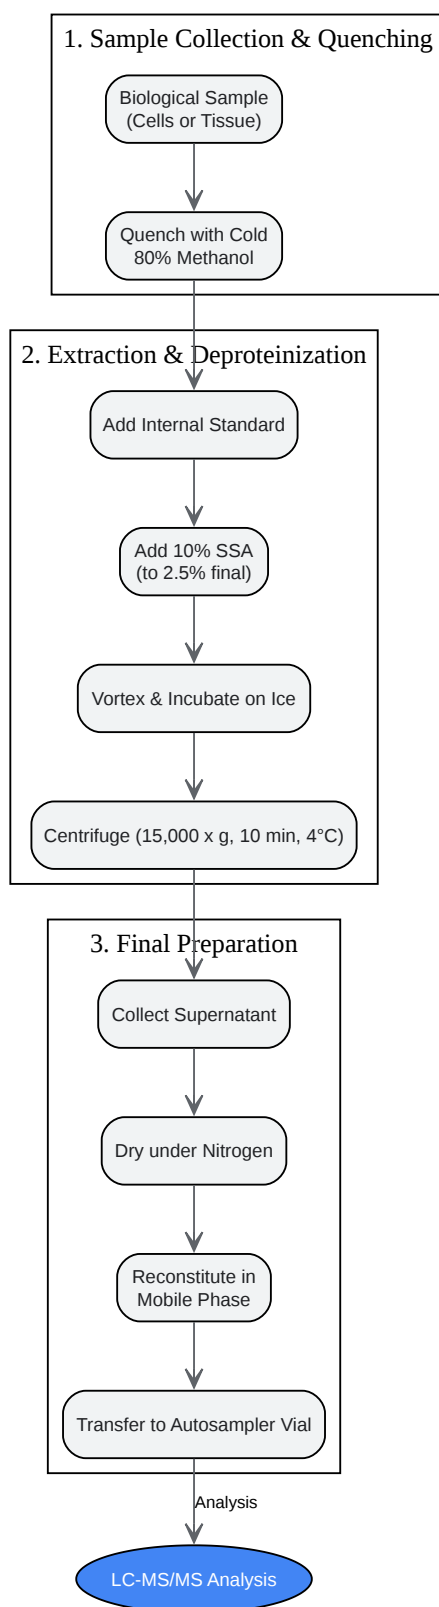 1. Sample Collection & Quenching
Biological Sample
(Cells or Tissue)
Quench with Cold
80% Methanol
2. Extraction & Deproteinization
Add Internal Standard
Add 10% SSA
(to 2.5% final)
Vortex & Incubate on Ice
Centrifuge (15,000 x g, 10 min, 4°C)
3. Final Preparation
Collect Supernatant
Dry under Nitrogen
Reconstitute in
Mobile Phase
Transfer to Autosampler Vial
Analysis
LC-MS/MS Analysis